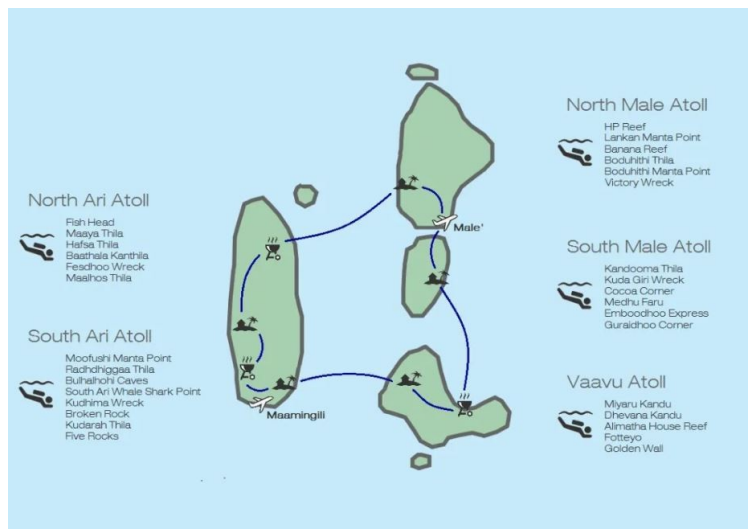 North Male Atoll
HP Reef
Lankan Manta Point
Banana Reef
Boduhithi Thila
Boduhithi Manta Point
Victory Wreck
North Ari Atoll
Fish Head
Maaya Thila
Hafsa Thila
Baathala Kanthila
Fesdhoo Wreck
Maalhos Thila
Male'
South Male Atoll
Kandooma Thila
Kuda Giri Wreck
Cocoa Corner
Medhu Faru
Emboodhoo Express
Guraidhoo Corner
South Ari Atoll
Moofushi Manta Point
Radhdhiggaa Thila
Bulhalhohi Caves
South Ari Whale Shark Point
Kudhima Wreck
Broken Rock
Kudarah Thila
Five Rocks
Maamingili
Vaavu Atoll
Miyaru Kandu
Dhevana Kandu
Alimatha House Reef
Fotteyo
Golden Wall